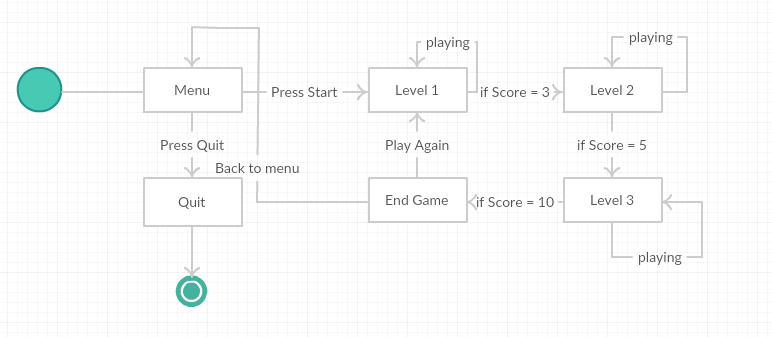 playing
playing
Menu
Press Start
Level 1
if Score = 3
Level 2
Press Quit
Play Again
if Score = 5
Back to menu
Quit
End Game
if Score = 10
Level 3
playing